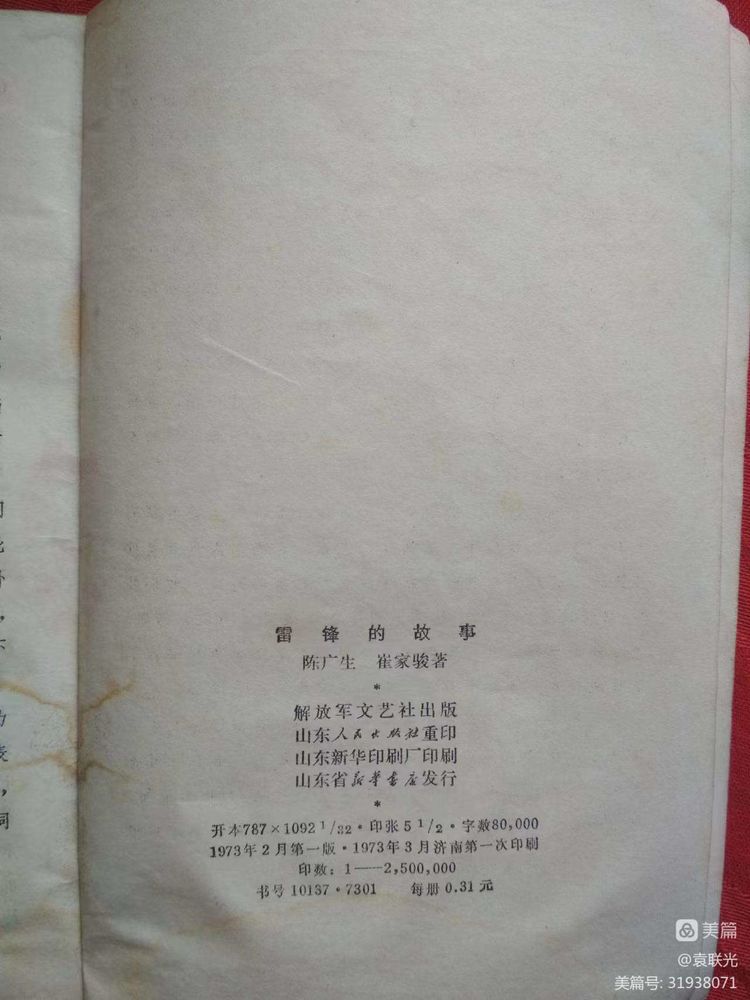 雷锋的故事
陈广生 崔家骏著
*
解放军文艺社出版
山东人民出版社重印
山东新华印刷厂印刷
山东省新华书店发行
*
开本787×1092 1/32·印张5 1/2·字数80,000
1973年2月第一版·1973年3月济南第一次印刷
印数：1——2,500,000
书号10137·7301 每册0.31元
美篇
@袁联光
美篇号: 31938071